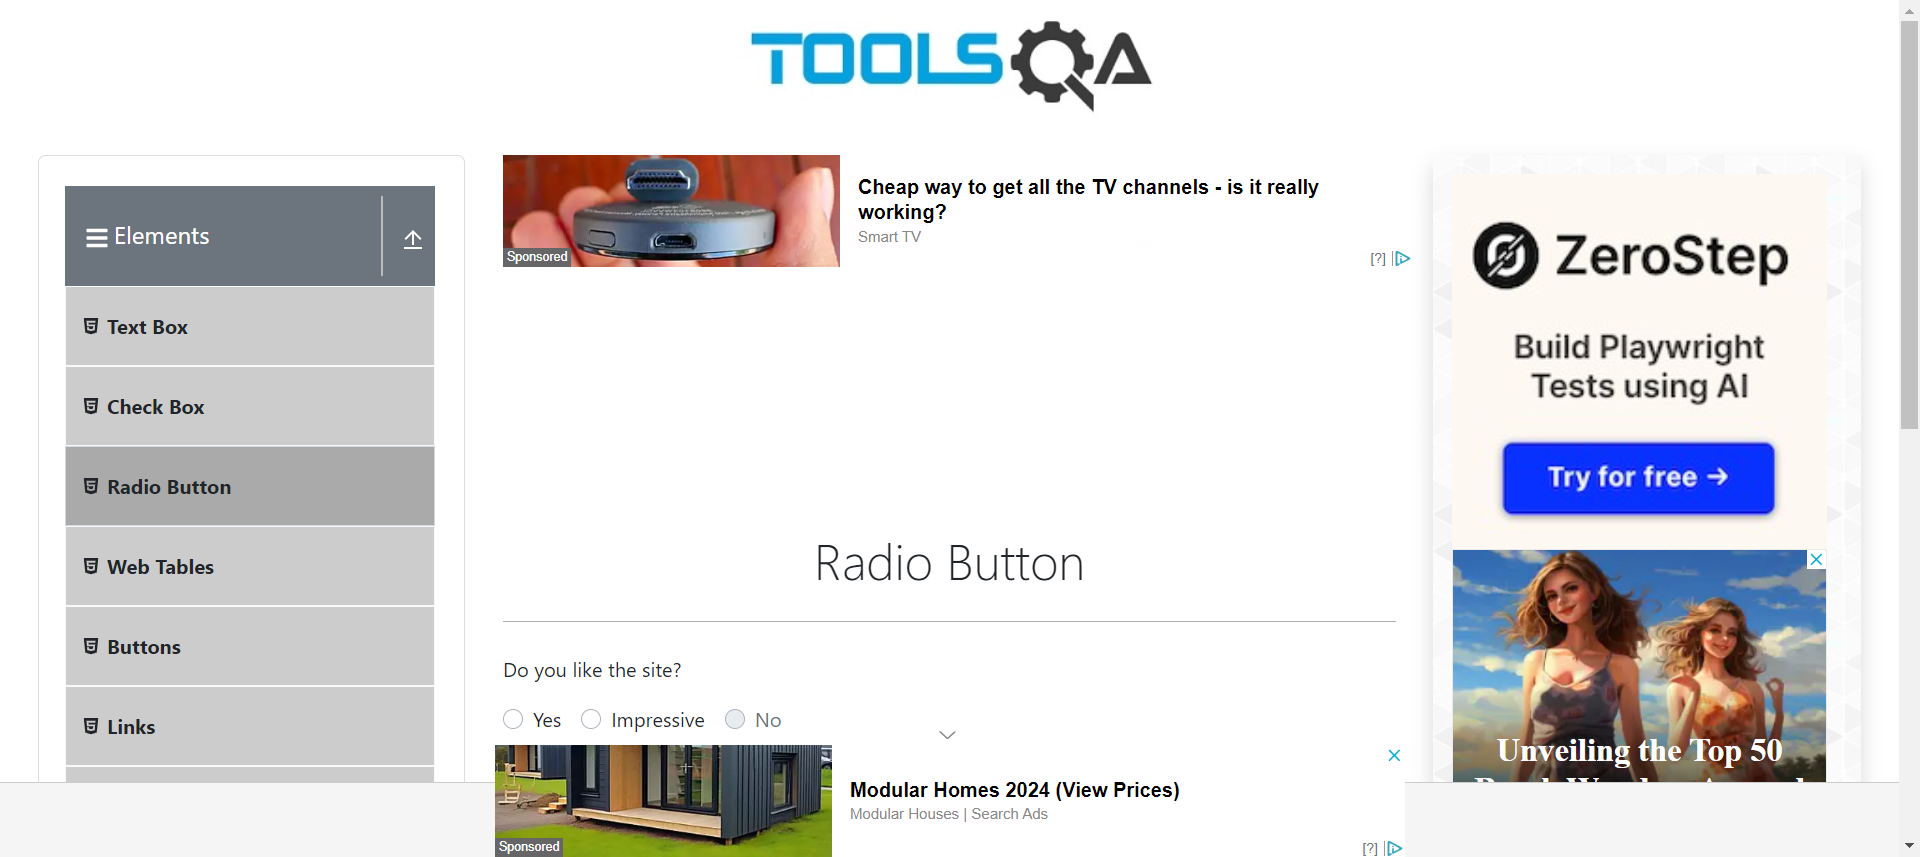 TOOLSQA
Elements
Text Box
Check Box
Radio Button
Web Tables
Buttons
Links
Sponsored
Cheap way to get all the TV channels - is it really
working?
Smart TV
[?]
Radio Button
Do you like the site?
Yes Impressive No
Sponsored
Modular Homes 2024 (View Prices)
Modular Houses | Search Ads
[?]
ZeroStep
Build Playwright
Tests using AI
Try for free →
Unveiling the Top 50